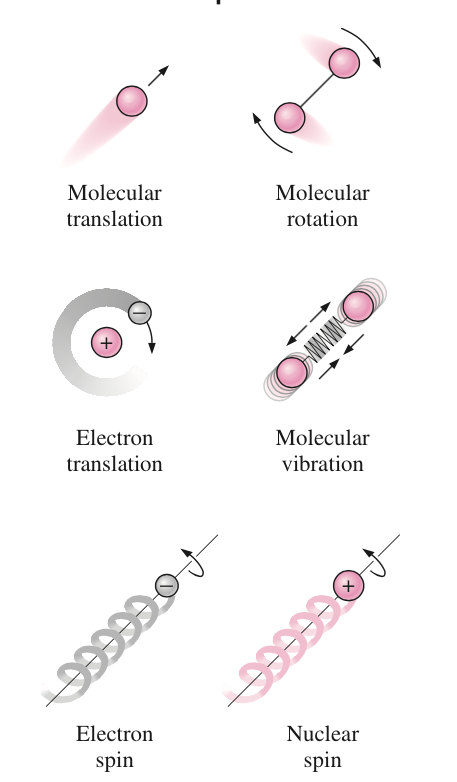 Molecular
translation
Molecular
rotation
−
+
Electron
translation
Molecular
vibration
−
+
Electron
spin
Nuclear
spin